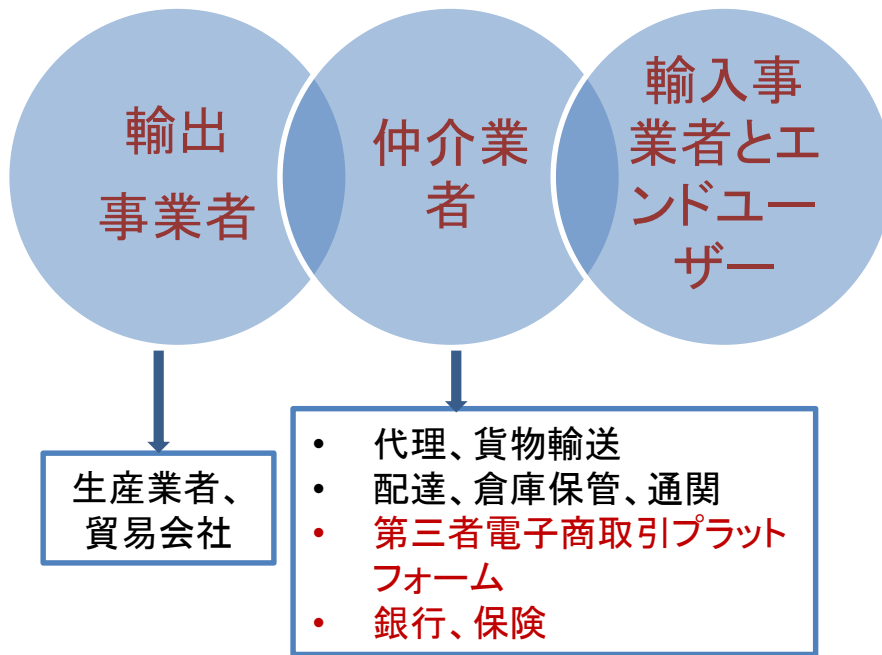 輸出
事業者
仲介業
者
輸入事
業者とエ
ンドユー
ザー
生産業者、
貿易会社
• 代理、貨物輸送
• 配達、倉庫保管、通関
• 第三者電子商取引プラット
フォーム
• 銀行、保険